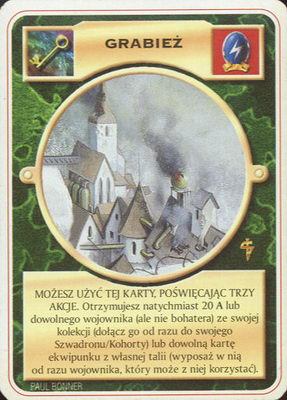 GRABIEŻ
MOŻESZ UŻYĆ TEJ KARTY, POŚWIĘCAJĄC TRZY
AKCJE. Otrzymujesz natychmiast 20 A lub
dowolnego wojownika (ale nie bohatera) ze swojej
kolekcji (dołącz go od razu do swojego
Szwadronu/Kohorty) lub dowolną kartę
ekwipunku z własnej talii (wyposaż w nią
od razu wojownika, który może z niej korzystać).
PAUL BONNER